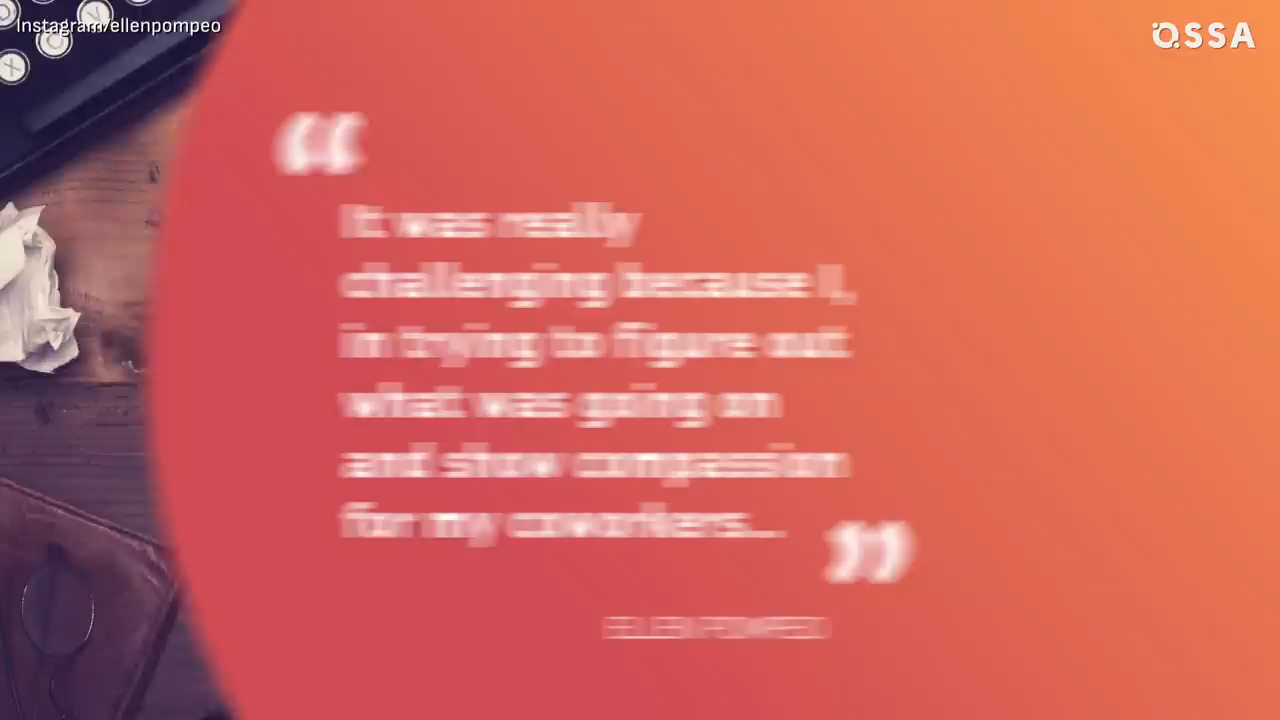 Instagram/ellenpompeo
OSSA
“
It was really
challenging because I,
in trying to figure out
what was going on
and show compassion
for my coworkers...
”
ELLEN POMPEO